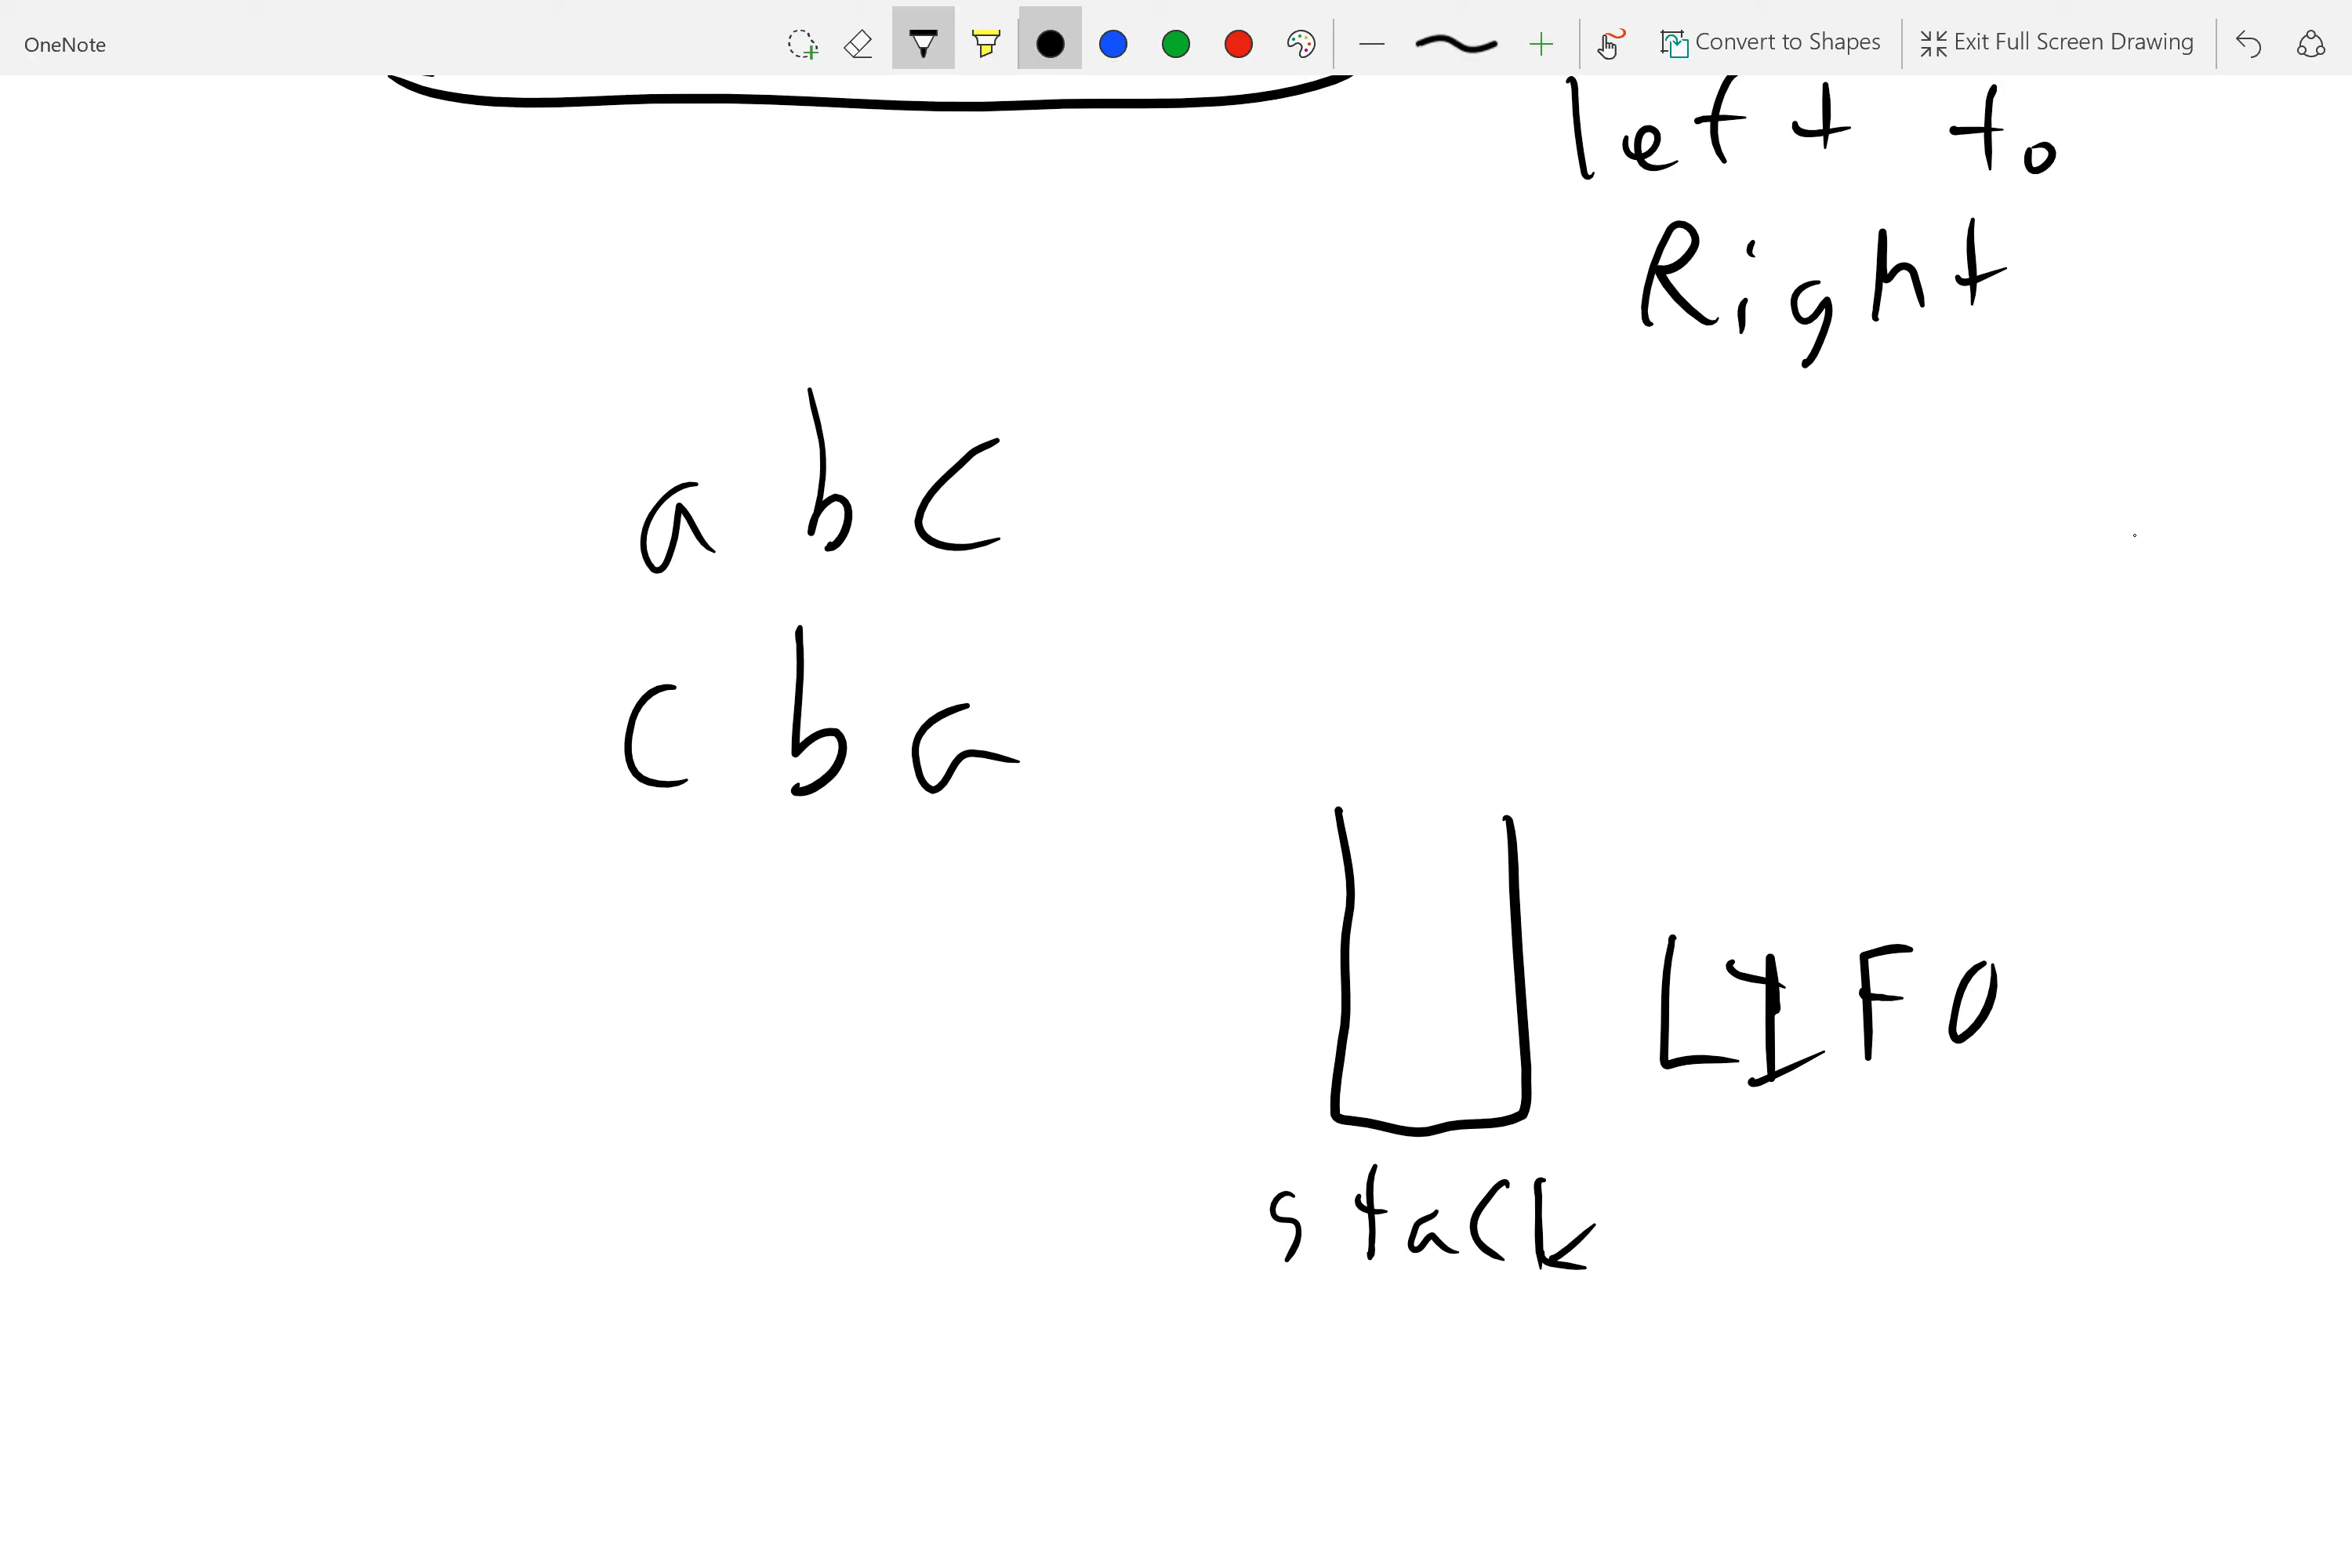 OneNote
Convert to Shapes
Exit Full Screen Drawing
left to
Right
a b c
c b a
LIFO
stack